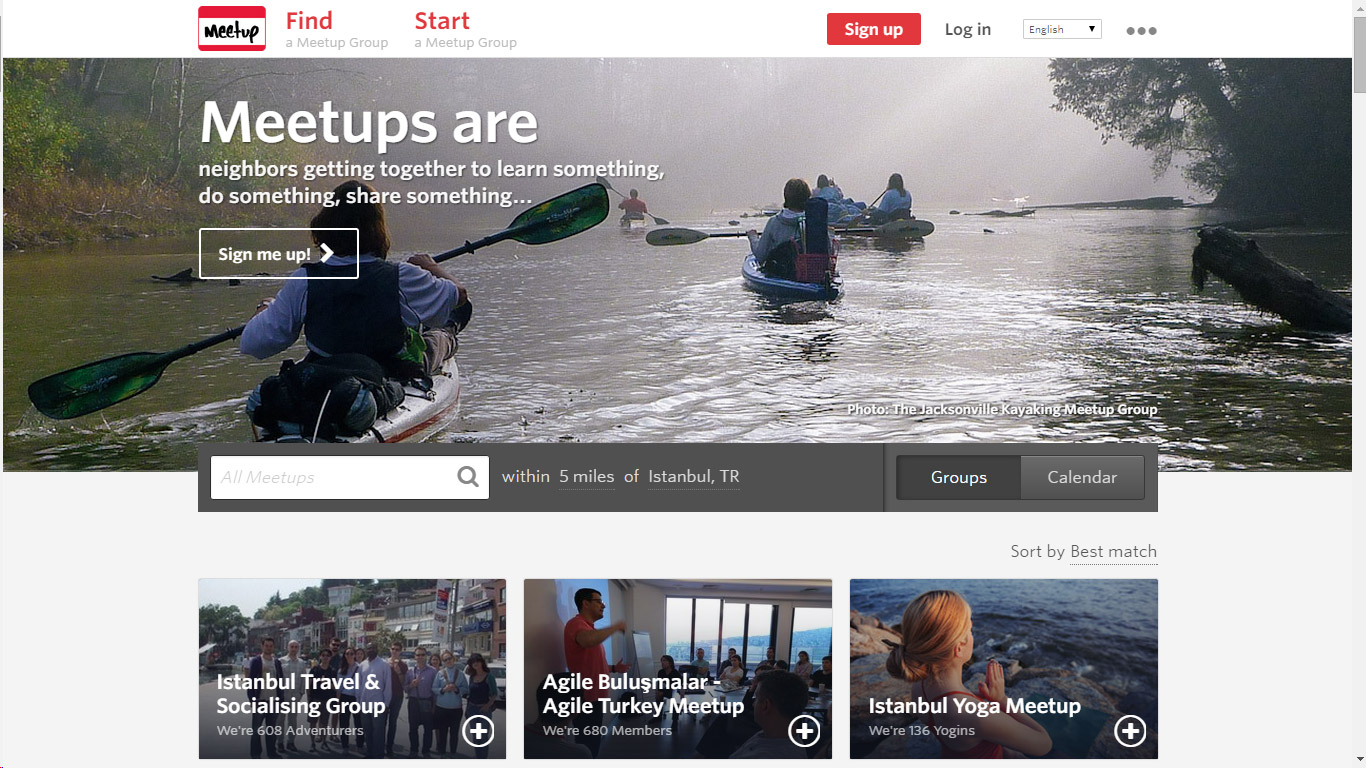 Meetup
Find
a Meetup Group
Start
a Meetup Group
Sign up
Log in
English
Meetups are
neighbors getting together to learn something,
do something, share something...
Sign me up!
Photo: The Jacksonville Kayaking Meetup Group
All Meetups
within 5 miles of Istanbul, TR
Groups
Calendar
Sort by Best match
Istanbul Travel &
Socialising Group
We're 608 Adventurers
Agile Buluşmalar -
Agile Turkey Meetup
We're 680 Members
Istanbul Yoga Meetup
We're 136 Yogins